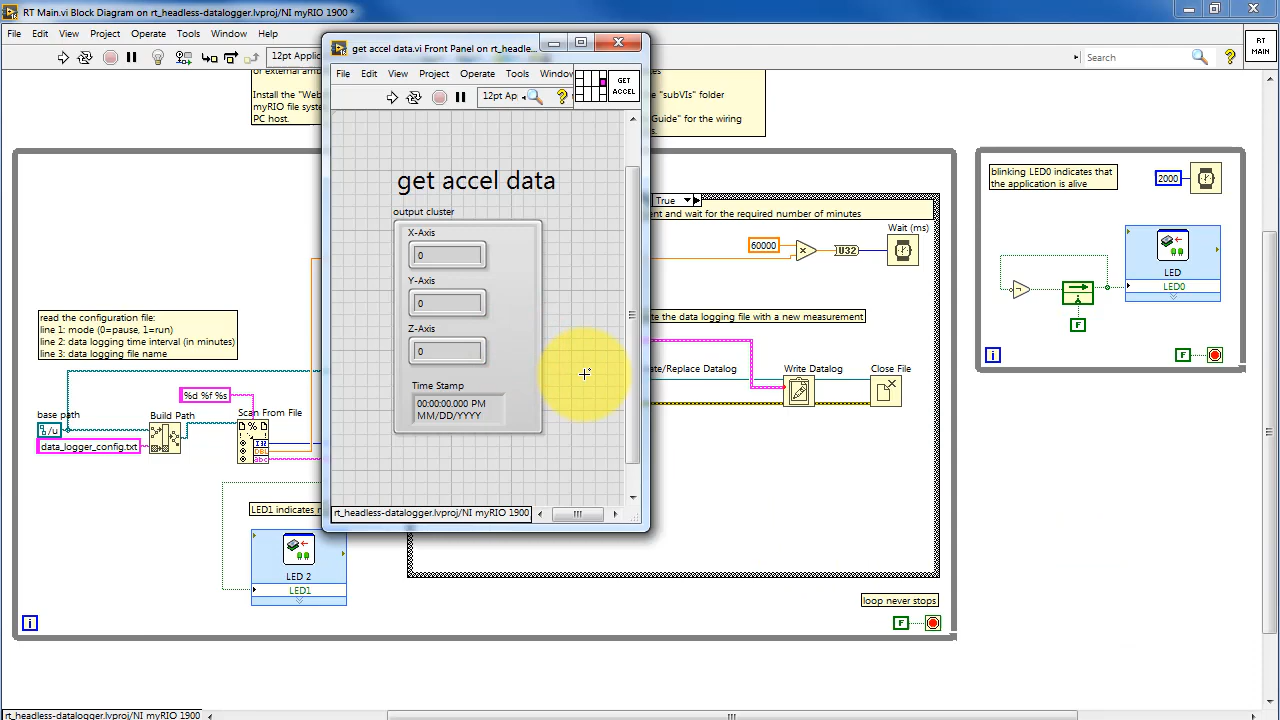 RT Main.vi Block Diagram on rt_headless-datalogger.lvproj/NI myRIO 1900 *
File Edit View Project Operate Tools Window Help
12pt Applic
Search
RT
MAIN
or external amb
Install the "Web
myRIO file syste
PC host.
e "subVIs" folder
Guide" for the wiring
s.
get accel data.vi Front Panel on rt_headle...
File Edit View Project Operate Tools Window
12pt Ap
GET
ACCEL
get accel data
output cluster
X-Axis
0
Y-Axis
0
Z-Axis
0
Time Stamp
00:00:00.000 PM
MM/DD/YYYY
rt_headless-datalogger.lvproj/NI myRIO 1900
True
ent and wait for the required number of minutes
60000
x
U32
Wait (ms)
te the data logging file with a new measurement
ate/Replace Datalog
Write Datalog
Close File
read the configuration file:
line 1: mode (0=pause, 1=run)
line 2: data logging time interval (in minutes)
line 3: data logging file name
%d %f %s
base path
/u
Build Path
Scan From File
data_logger_config.txt
I32
DBL
abc
LED1 indicates
LED 2
LED1
loop never stops
F
i
blinking LED0 indicates that
the application is alive
2000
LED
LED0
F
i
F
rt_headless-datalogger.lvproj/NI myRIO 1900